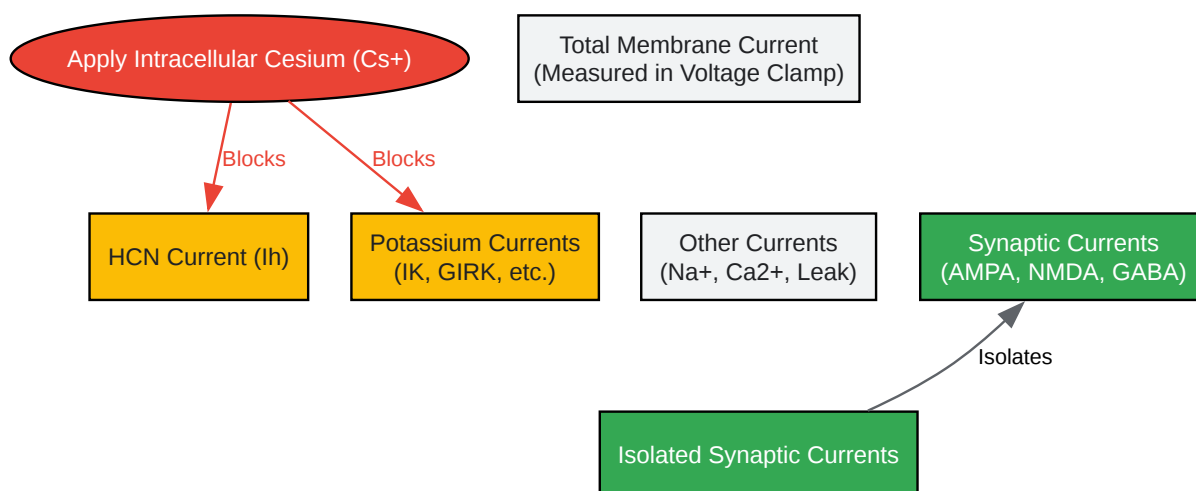 Apply Intracellular Cesium (Cs+)
Total Membrane Current
(Measured in Voltage Clamp)
Blocks
Blocks
HCN Current (Ih)
Potassium Currents
(IK, GIRK, etc.)
Other Currents
(Na+, Ca2+, Leak)
Synaptic Currents
(AMPA, NMDA, GABA)
Isolates
Isolated Synaptic Currents